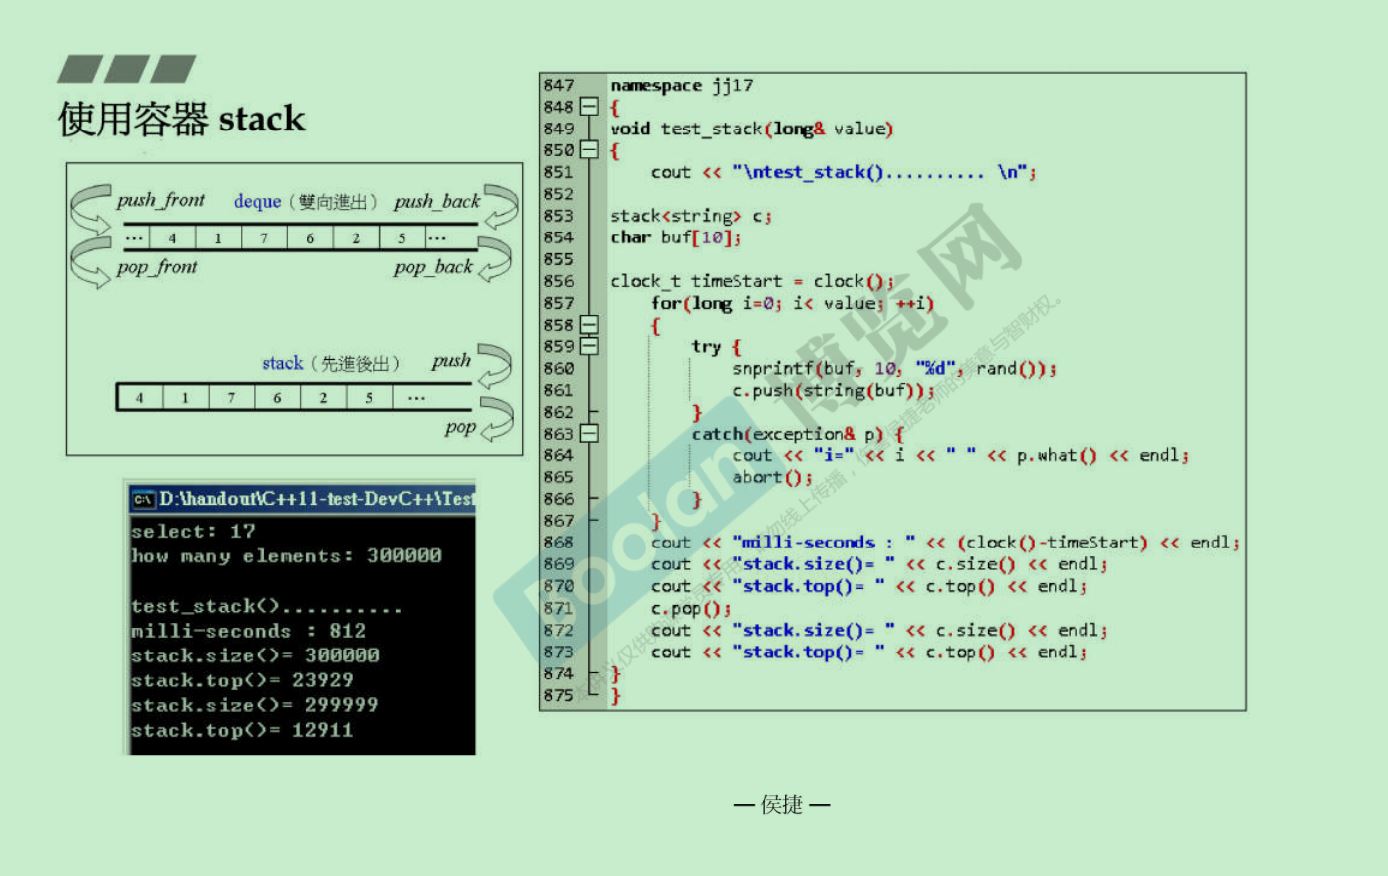 使用容器 stack
push_front deque（雙向進出） push_back
… 4 1 7 6 2 5 …
pop_front pop_back
stack（先進後出） push
4 1 7 6 2 5 …
pop
D:\handout\C++11-test-DevC++\Test
select: 17
how many elements: 300000
test_stack()..........
milli-seconds : 812
stack.size()= 300000
stack.top()= 23929
stack.size()= 299999
stack.top()= 12911
847 namespace jj17
848 {
849 void test_stack(long& value)
850 {
851     cout << "\ntest_stack().......... \n";
852
853 stack<string> c;
854 char buf[10];
855
856 clock_t timeStart = clock();
857     for(long i=0; i< value; ++i)
858     {
859         try {
860             snprintf(buf, 10, "%d", rand());
861             c.push(string(buf));
862         }
863         catch(exception& p) {
864             cout << "i=" << i << " " << p.what() << endl;
865             abort();
866         }
867     }
868     cout << "milli-seconds : " << (clock()-timeStart) << endl;
869     cout << "stack.size()= " << c.size() << endl;
870     cout << "stack.top()= " << c.top() << endl;
871     c.pop();
872     cout << "stack.size()= " << c.size() << endl;
873     cout << "stack.top()= " << c.top() << endl;
874 }
875 }
Boolan 博览网
— 侯捷 —